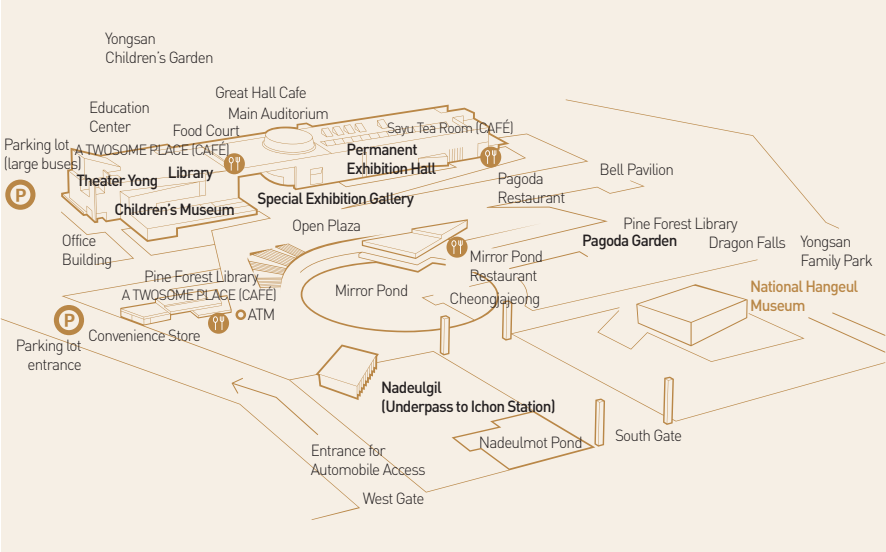 Yongsan
Children's Garden
Great Hall Cafe
Education
Center
Main Auditorium
Food Court
Sayu Tea Room (CAFÉ)
Parking lot
(large buses)
P
A TWOSOME PLACE (CAFÉ)
Permanent
Exhibition Hall
Library
Theater Yong
Bell Pavilion
Pagoda
Restaurant
Special Exhibition Gallery
Children's Museum
Open Plaza
Pine Forest Library
Office
Building
Pagoda Garden
Dragon Falls
Yongsan
Family Park
Mirror Pond
Restaurant
Pine Forest Library
A TWOSOME PLACE (CAFÉ)
Mirror Pond
Cheongjajeong
National Hangeul
Museum
P
ATM
Convenience Store
Parking lot
entrance
Nadeulgil
(Underpass to Ichon Station)
Nadeulmot Pond
South Gate
Entrance for
Automobile Access
West Gate